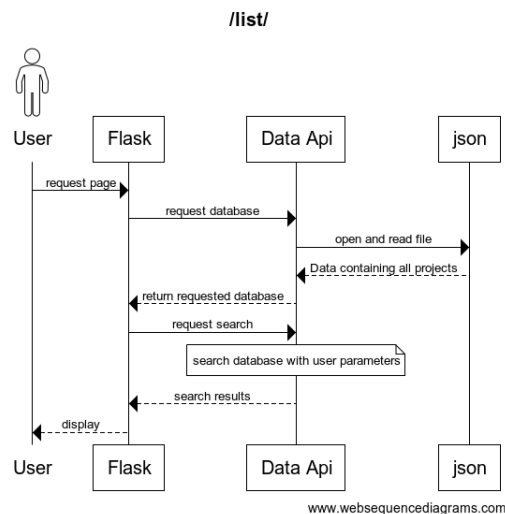 /list/
User
Flask
Data Api
json
request page
request database
open and read file
Data containing all projects
return requested database
request search
search database with user parameters
search results
display
User
Flask
Data Api
json
www.websequencediagrams.com